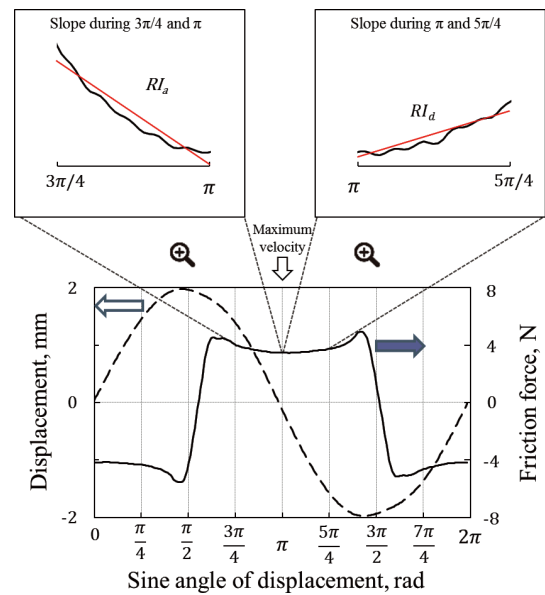 Slope during 3π/4 and π
RI_a
3π/4
π
Slope during π and 5π/4
RI_d
π
5π/4
Maximum
velocity
Displacement, mm
2
0
-2
Friction force, N
8
4
0
-4
-8
0
π/4
π/2
3π/4
π
5π/4
3π/2
7π/4
2π
Sine angle of displacement, rad